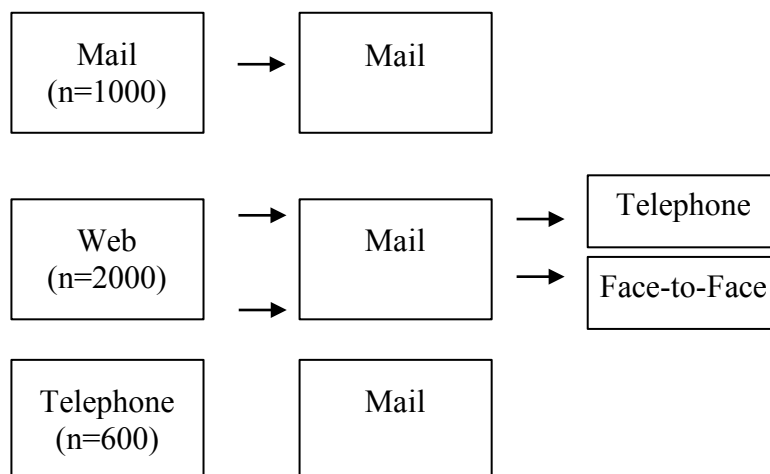 Mail
(n=1000)
Mail
Web
(n=2000)
Mail
Telephone
Face-to-Face
Telephone
(n=600)
Mail